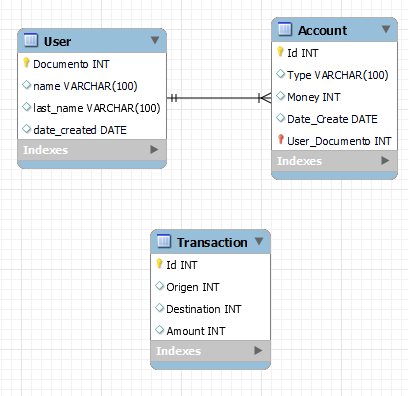 User
Documento INT
name VARCHAR(100)
last_name VARCHAR(100)
date_created DATE
Indexes
Account
Id INT
Type VARCHAR(100)
Money INT
Date_Create DATE
User_Documento INT
Indexes
Transaction
Id INT
Origen INT
Destination INT
Amount INT
Indexes